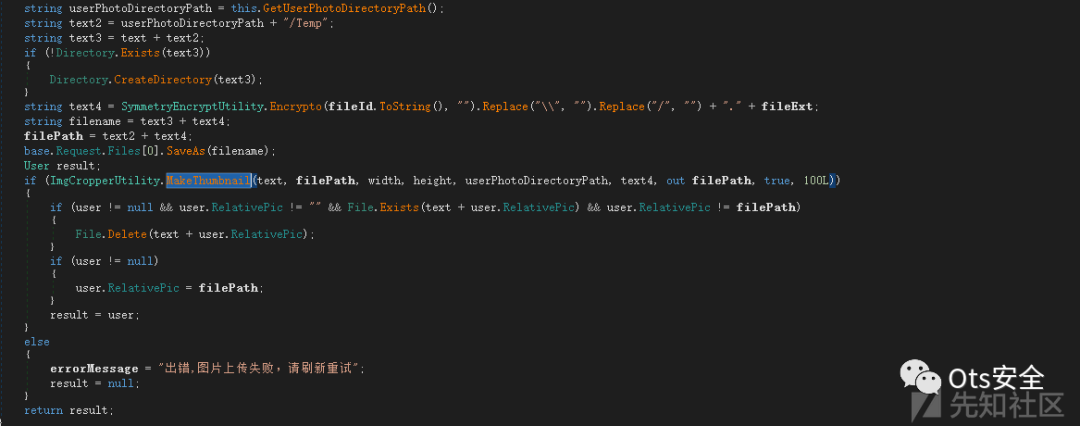 string userPhotoDirectoryPath = this.GetUserPhotoDirectoryPath();
string text2 = userPhotoDirectoryPath + "/Temp";
string text3 = text + text2;
if (!Directory.Exists(text3))
{
Directory.CreateDirectory(text3);
}
string text4 = SymmetryEncryptUtility.Encrypto(fileId.ToString(), "").Replace("\\", "").Replace("/", "") + "." + fileExt;
string filename = text3 + text4;
filePath = text2 + text4;
base.Request.Files[0].SaveAs(filename);
User result;
if (ImgCropperUtility.MakeThumbnail(text, filePath, width, height, userPhotoDirectoryPath, text4, out filePath, true, 100L))
{
if (user != null && user.RelativePic != "" && File.Exists(text + user.RelativePic) && user.RelativePic != filePath)
{
File.Delete(text + user.RelativePic);
}
if (user != null)
{
user.RelativePic = filePath;
}
result = user;
}
else
{
errorMessage = "出错,图片上传失败，请刷新重试";
result = null;
}
return result;
Ots安全
先知社区